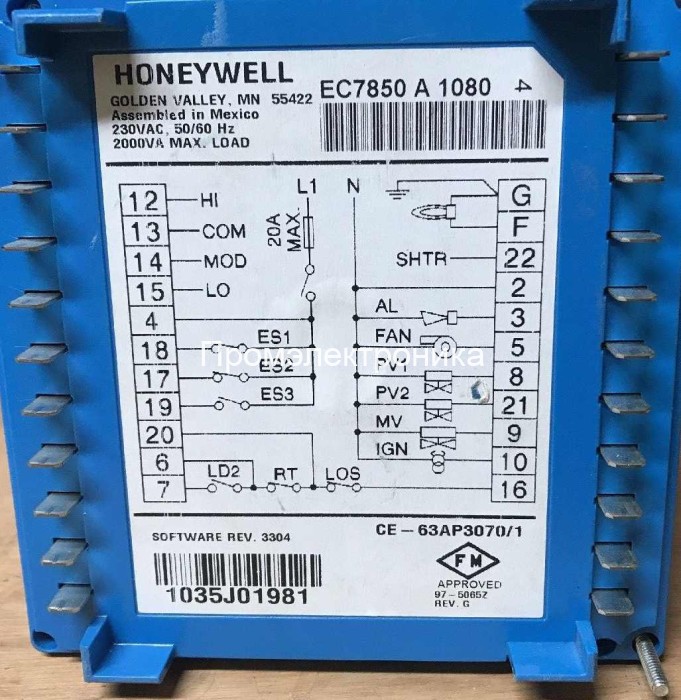 HONEYWELL
GOLDEN VALLEY, MN 55422
Assembled in Mexico
230VAC, 50/60 Hz
2000VA MAX. LOAD
EC7850 A 1080 4
L1 N
20A MAX.
12 HI
13 COM
14 MOD
15 LO
4
18 ES1
17 ES2
19 ES3
20
6
7 LD2 RT LOS
G
F
SHTR 22
2
AL 3
FAN 5
PV1 8
PV2 21
MV 9
IGN 10
16
Промэлектроника
SOFTWARE REV. 3304
CE - 63AP3070/1
1035J01981
FM
APPROVED
97-5065Z
REV. G